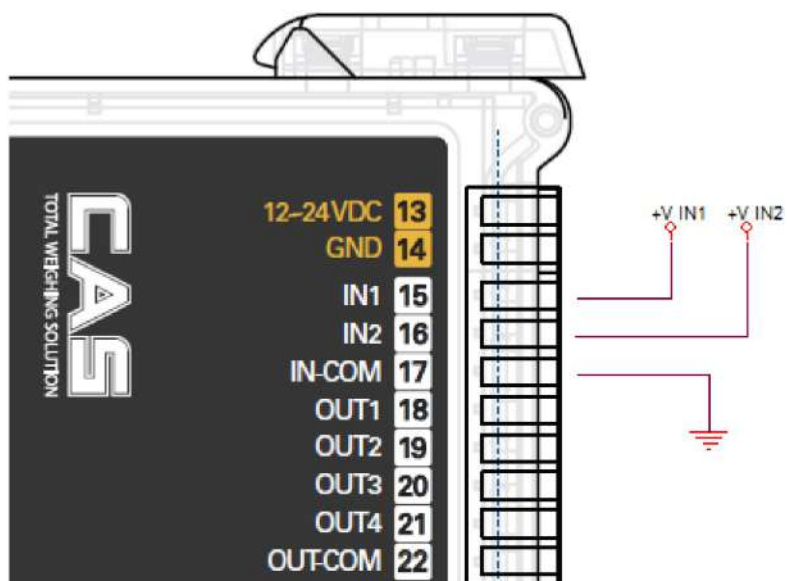 +V IN1
+V IN2
CAS
TOTAL WEIGHING SOLUTION
12–24VDC 13
GND 14
IN1 15
IN2 16
IN-COM 17
OUT1 18
OUT2 19
OUT3 20
OUT4 21
OUT-COM 22